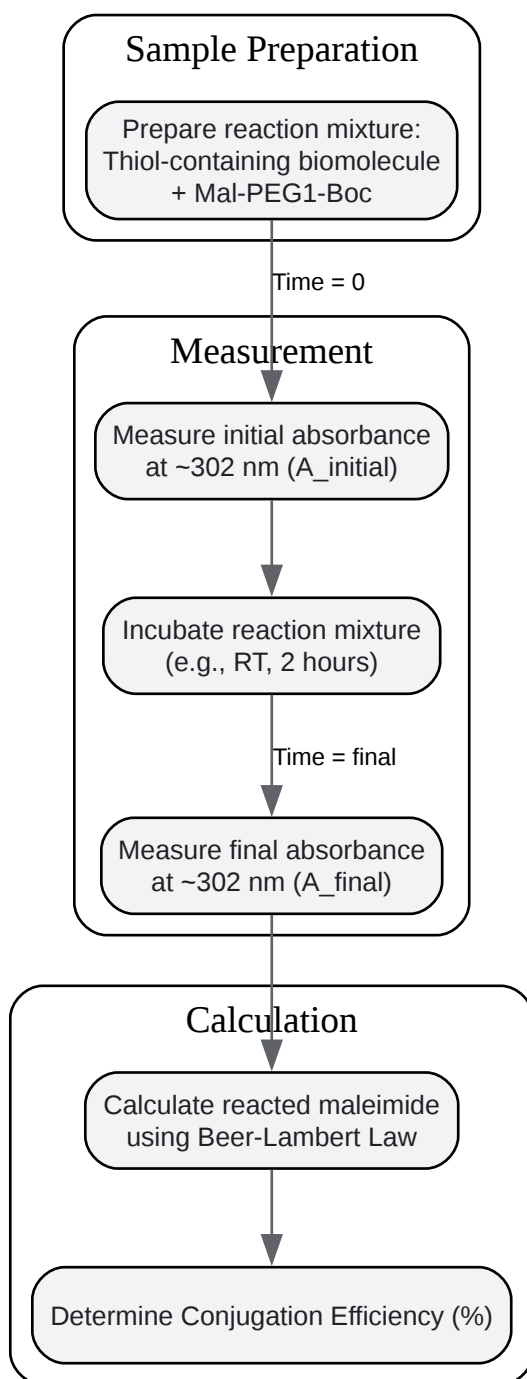 Sample Preparation
Prepare reaction mixture:
Thiol-containing biomolecule
+ Mal-PEG1-Boc
Time = 0
Measurement
Measure initial absorbance
at ~302 nm (A_initial)
Incubate reaction mixture
(e.g., RT, 2 hours)
Time = final
Measure final absorbance
at ~302 nm (A_final)
Calculation
Calculate reacted maleimide
using Beer-Lambert Law
Determine Conjugation Efficiency (%)